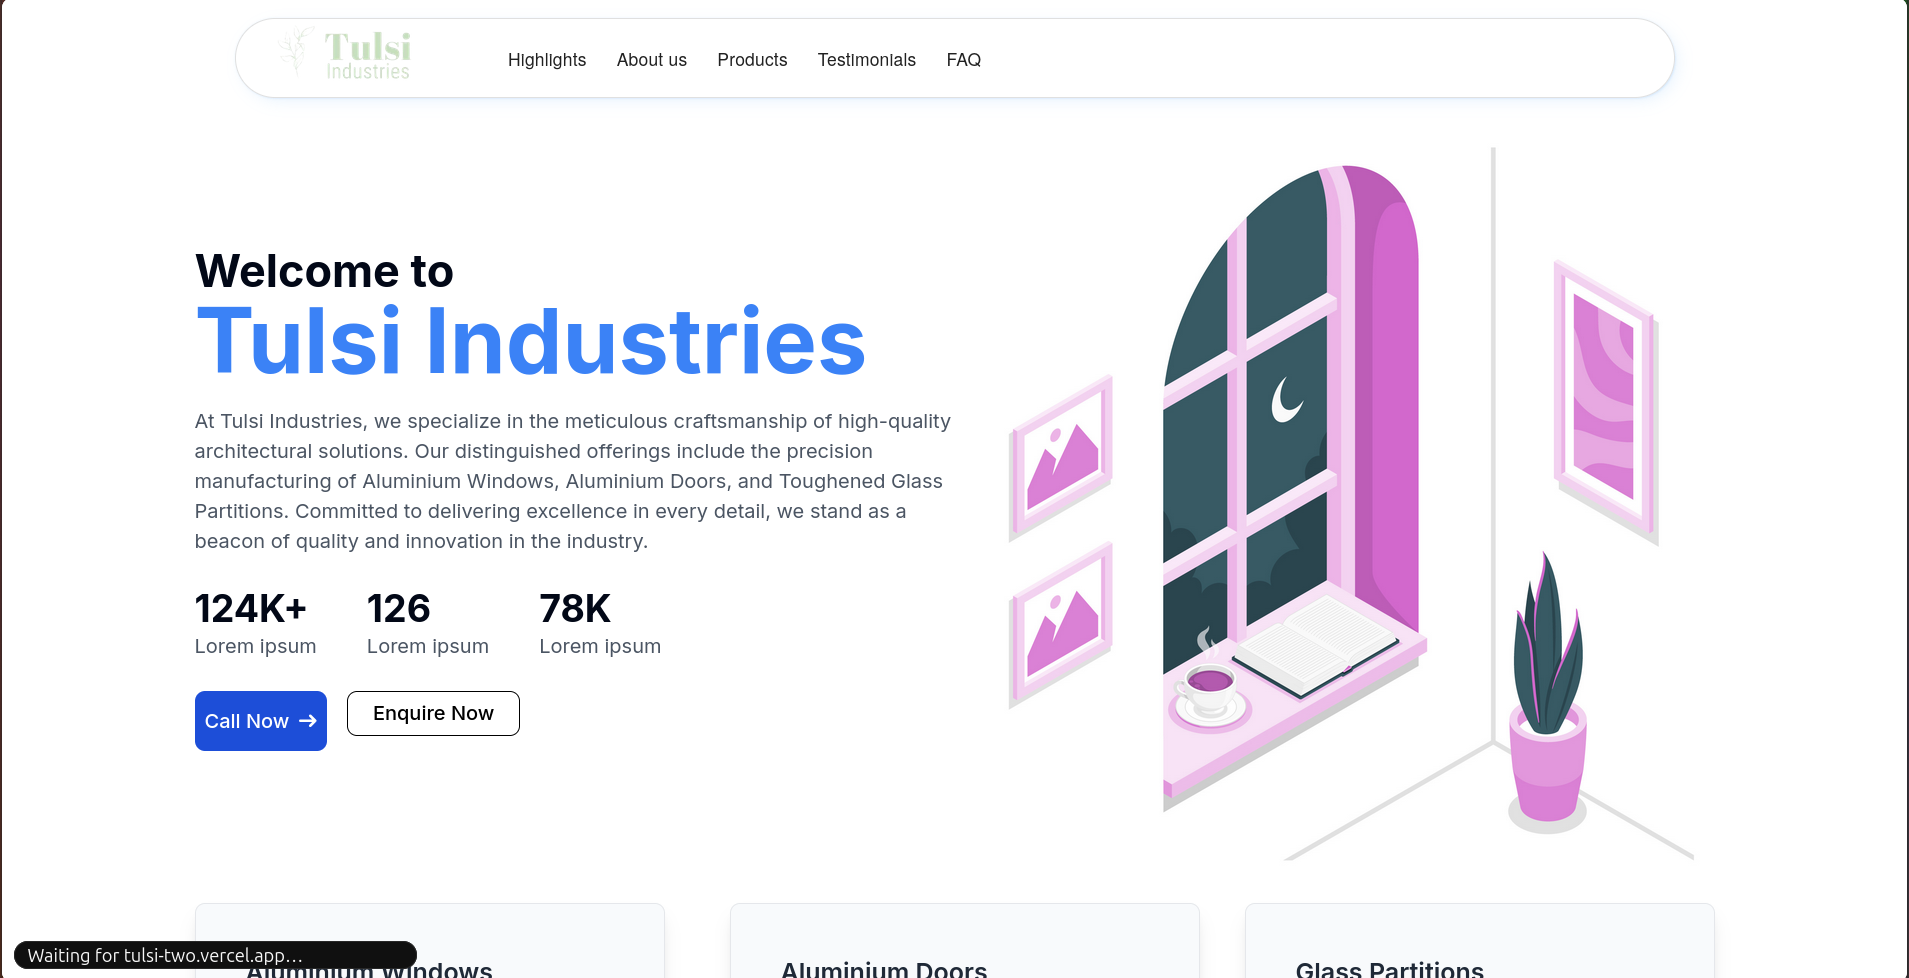 Tulsi
Industries
Highlights About us Products Testimonials FAQ
Welcome to
Tulsi Industries
At Tulsi Industries, we specialize in the meticulous craftsmanship of high-quality
architectural solutions. Our distinguished offerings include the precision
manufacturing of Aluminium Windows, Aluminium Doors, and Toughened Glass
Partitions. Committed to delivering excellence in every detail, we stand as a
beacon of quality and innovation in the industry.
124K+ 126 78K
Lorem ipsum Lorem ipsum Lorem ipsum
Call Now → Enquire Now
Aluminium Windows Aluminium Doors Glass Partitions
Waiting for tulsi-two.vercel.app...